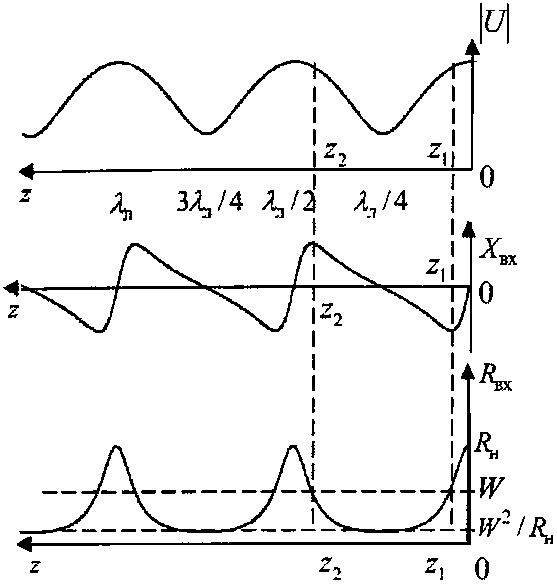 |U|
z₂ z₁
z 0
λл 3λл/4 λл/2 λл/4
Xвх
z₁
0
z z₂
Rвх
Rн
W
W²/Rн
z z₂ z₁ 0